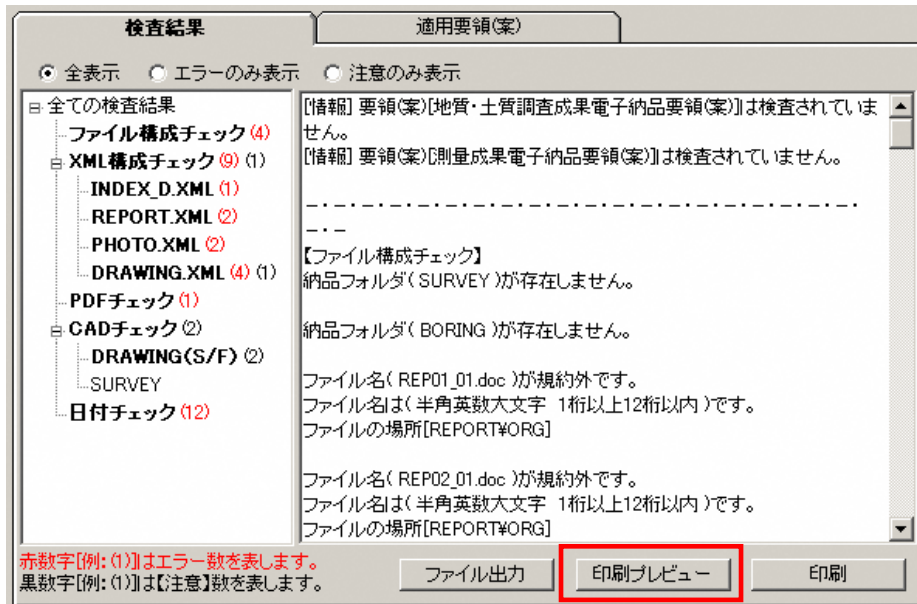 検査結果
適用要領(案)
全表示 エラーのみ表示 注意のみ表示
全ての検査結果
ファイル構成チェック (4)
XML構成チェック (9) (1)
INDEX_D.XML (1)
REPORT.XML (2)
PHOTO.XML (2)
DRAWING.XML (4) (1)
PDFチェック (1)
CADチェック (2)
DRAWING(S/F) (2)
SURVEY
日付チェック (12)
[情報] 要領(案)[地質・土質調査成果電子納品要領(案)]は検査されていま
せん。
[情報] 要領(案)[測量成果電子納品要領(案)]は検査されていません。
－・－・－・－・－・－・－・－・－・－・－・－・－・－・－・－・－・－・－・－・
－・－
【ファイル構成チェック】
納品フォルダ( SURVEY )が存在しません。
納品フォルダ( BORING )が存在しません。
ファイル名( REP01_01.doc )が規約外です。
ファイル名は( 半角英数大文字 1桁以上12桁以内 )です。
ファイルの場所[REPORT¥ORG]
ファイル名( REP02_01.doc )が規約外です。
ファイル名は( 半角英数大文字 1桁以上12桁以内 )です。
ファイルの場所[REPORT¥ORG]
赤数字[例：(1)]はエラー数を表します。
黒数字[例：(1)]は【注意】数を表します。
ファイル出力
印刷プレビュー
印刷